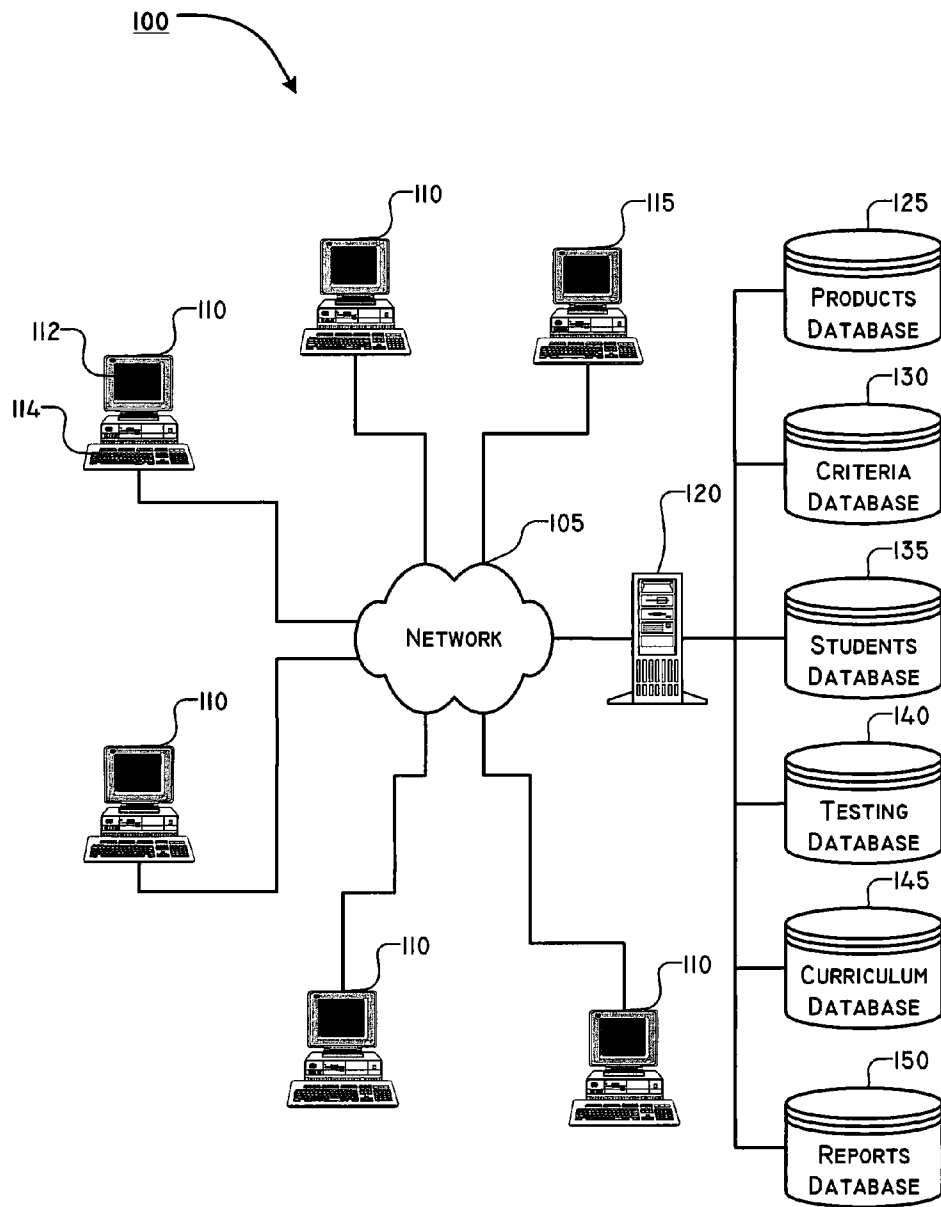 100
110
115
125
PRODUCTS
DATABASE
110
112
114
130
CRITERIA
DATABASE
120
105
135
NETWORK
STUDENTS
DATABASE
110
140
TESTING
DATABASE
145
CURRICULUM
DATABASE
110
110
150
REPORTS
DATABASE